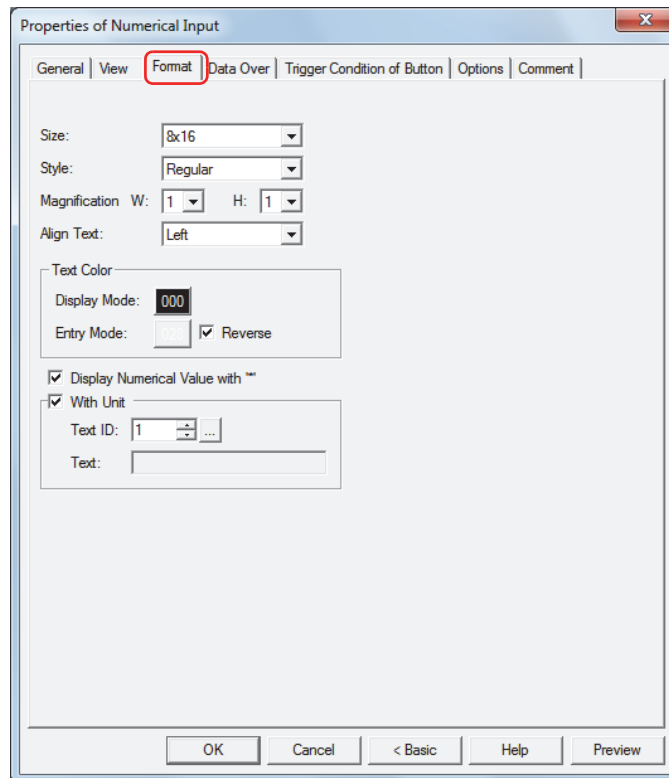 Properties of Numerical Input
General View Format Data Over Trigger Condition of Button Options Comment
Size: 8x16
Style: Regular
Magnification W: 1 H: 1
Align Text: Left
Text Color
Display Mode: 000
Entry Mode: Reverse
Display Numerical Value with "*"
With Unit
Text ID: 1 ...
Text:
OK Cancel < Basic Help Preview